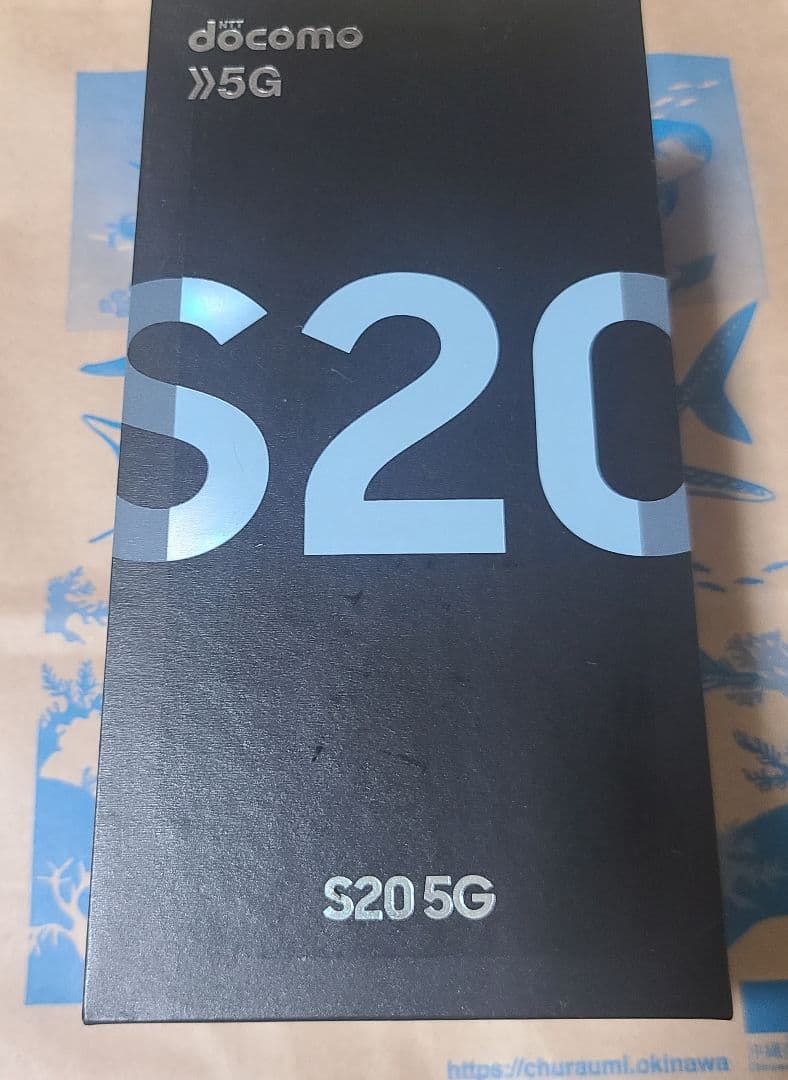 NTT
docomo
5G
S20
S20 5G
https://churaumi.okinawa